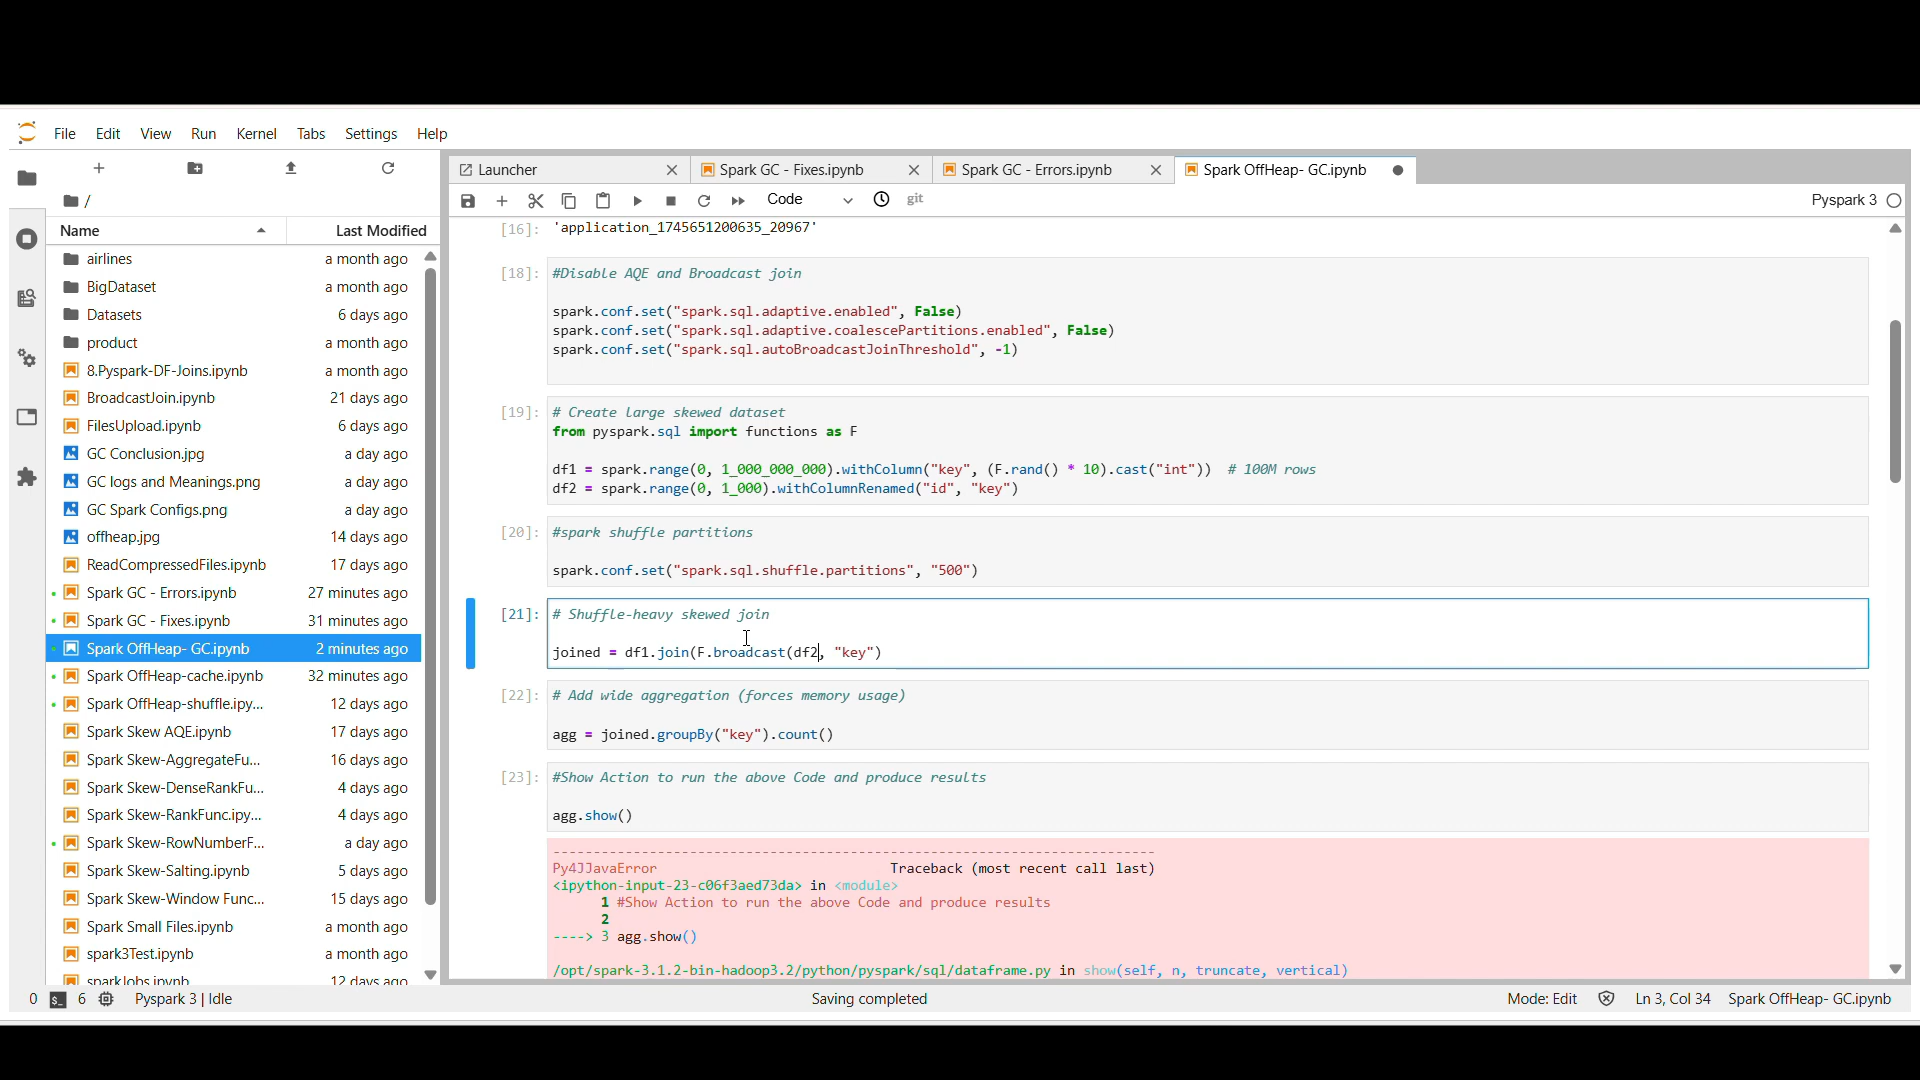 File Edit View Run Kernel Tabs Settings Help
/
Name Last Modified
airlines a month ago
BigDataset a month ago
Datasets 6 days ago
product a month ago
8.Pyspark-DF-Joins.ipynb a month ago
BroadcastJoin.ipynb 21 days ago
FilesUpload.ipynb 6 days ago
GC Conclusion.jpg a day ago
GC logs and Meanings.png a day ago
GC Spark Configs.png a day ago
offheap.jpg 14 days ago
ReadCompressedFiles.ipynb 17 days ago
Spark GC - Errors.ipynb 27 minutes ago
Spark GC - Fixes.ipynb 31 minutes ago
Spark OffHeap- GC.ipynb 2 minutes ago
Spark OffHeap-cache.ipynb 32 minutes ago
Spark OffHeap-shuffle.ipy... 12 days ago
Spark Skew AQE.ipynb 17 days ago
Spark Skew-AggregateFu... 16 days ago
Spark Skew-DenseRankFu... 4 days ago
Spark Skew-RankFunc.ipy... 4 days ago
Spark Skew-RowNumberF... a day ago
Spark Skew-Salting.ipynb 5 days ago
Spark Skew-Window Func... 15 days ago
Spark Small Files.ipynb a month ago
spark3Test.ipynb a month ago
sparkJobs.ipynb 12 days ago
Launcher Spark GC - Fixes.ipynb Spark GC - Errors.ipynb Spark OffHeap- GC.ipynb
Code git Pyspark 3
[16]: 'application_1745651200635_20967'
[18]: #Disable AQE and Broadcast join
spark.conf.set("spark.sql.adaptive.enabled", False)
spark.conf.set("spark.sql.adaptive.coalescePartitions.enabled", False)
spark.conf.set("spark.sql.autoBroadcastJoinThreshold", -1)
[19]: # Create large skewed dataset
from pyspark.sql import functions as F
df1 = spark.range(0, 1_000_000_000).withColumn("key", (F.rand() * 10).cast("int")) # 100M rows
df2 = spark.range(0, 1_000).withColumnRenamed("id", "key")
[20]: #spark shuffle partitions
spark.conf.set("spark.sql.shuffle.partitions", "500")
[21]: # Shuffle-heavy skewed join
joined = df1.join(F.broadcast(df2, "key")
[22]: # Add wide aggregation (forces memory usage)
agg = joined.groupBy("key").count()
[23]: #Show Action to run the above Code and produce results
agg.show()
---------------------------------------------------------------------------
Py4JJavaError Traceback (most recent call last)
<ipython-input-23-c06f3aed73da> in <module>
1 #Show Action to run the above Code and produce results
2
----> 3 agg.show()
/opt/spark-3.1.2-bin-hadoop3.2/python/pyspark/sql/dataframe.py in show(self, n, truncate, vertical)
0 $_ 6 Pyspark 3 | Idle Saving completed Mode: Edit Ln 3, Col 34 Spark OffHeap- GC.ipynb